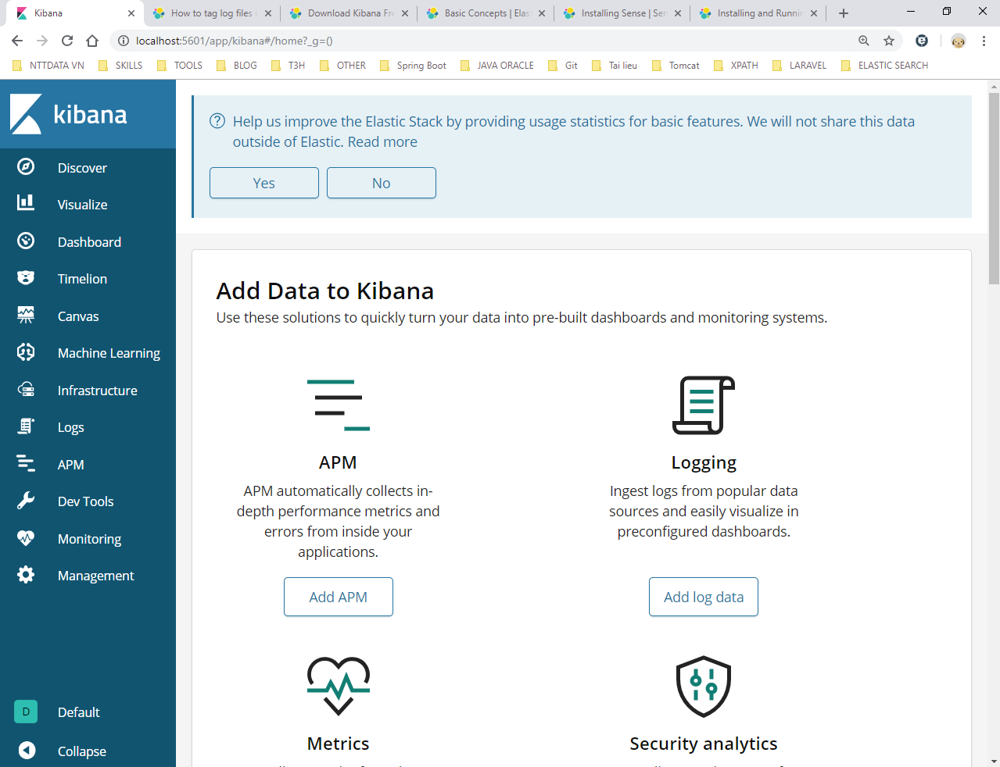 Kibana
How to tag log files i
Download Kibana Fre
Basic Concepts | Elas
Installing Sense | Sen
Installing and Runnin
localhost:5601/app/kibana#/home?_g=()
NTTDATA VN
SKILLS
TOOLS
BLOG
T3H
OTHER
Spring Boot
JAVA ORACLE
Git
Tai lieu
Tomcat
XPATH
LARAVEL
ELASTIC SEARCH
kibana
Discover
Visualize
Dashboard
Timelion
Canvas
Machine Learning
Infrastructure
Logs
APM
Dev Tools
Monitoring
Management
D
Default
Collapse
Help us improve the Elastic Stack by providing usage statistics for basic features. We will not share this data
outside of Elastic. Read more
Yes
No
Add Data to Kibana
Use these solutions to quickly turn your data into pre-built dashboards and monitoring systems.
APM
APM automatically collects in-
depth performance metrics and
errors from inside your
applications.
Add APM
Logging
Ingest logs from popular data
sources and easily visualize in
preconfigured dashboards.
Add log data
Metrics
Security analytics